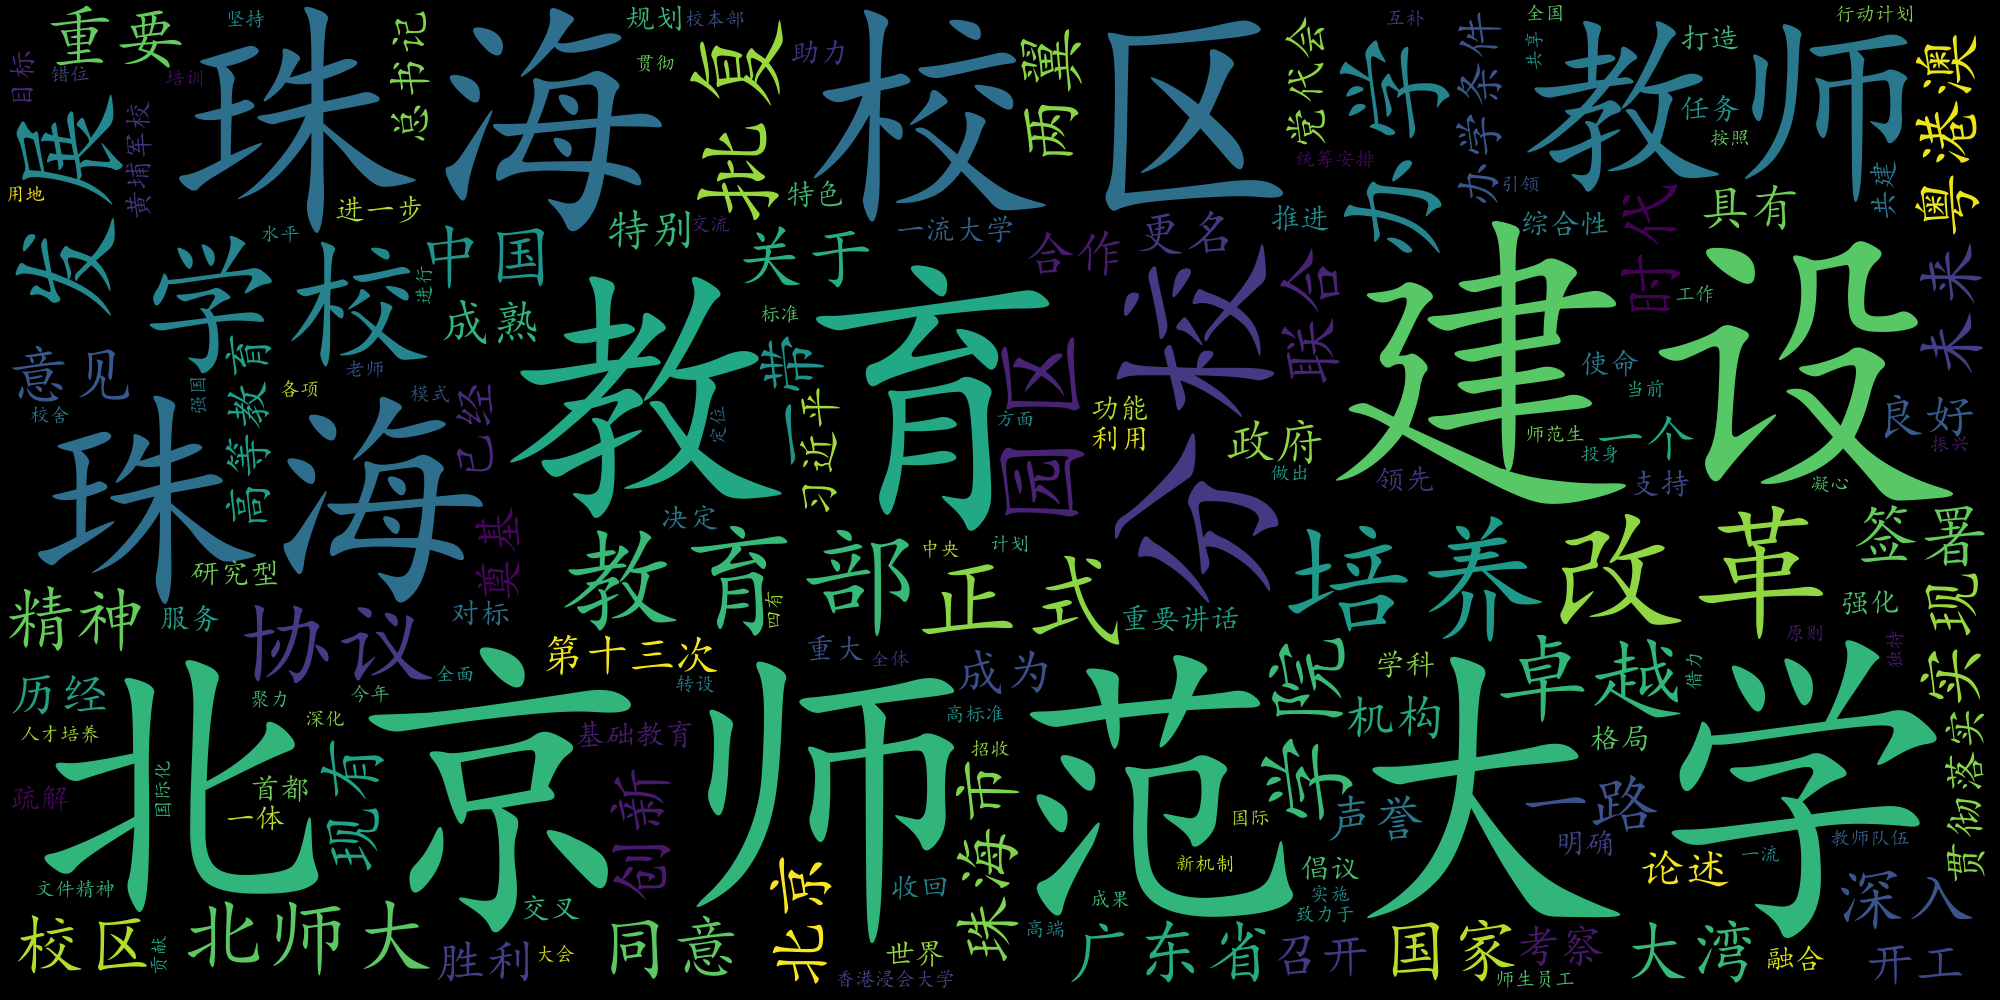 重要
坚持
总书记
规划
校本部
贯彻
批复
助力
互补
两翼
党代会
全国
行动计划
打造
共享
条件
办学
办学
教师
任务
按照
粤港澳
目标
错位
培训
发展
黄埔军校
用地
珠海
校区
进一步
特色
特别
交流
一流大学
统筹安排
引领
共建
推进
综合性
具有
时代
水平
学校
中国
进行
成熟
关于
合作
更名
联合
工作
未来
意见
高等教育
老师
标准
一带
习近平
教育
园区
分校
建设
使命
当前
强国
各项
模式
已经
校舍
定位
方面
功能
利用
政府
做出
师范生
一个
投身
良好
振兴
珠海
领先
支持
凝心
决定
奠基
研究型
教育部
中央
计划
正式
培养
改革
签署
精神
服务
协议
对标
四有
重要讲话
强化
实现
第十三次
重大
全体
原则
独特
历经
聚力
今年
全面
转设
成为
学院
学科
卓越
借力
人才培养
深化
基础教育
高标准
机构
格局
北京师范大学
疏解
首都
一体
国际化
现有
创新
招收
珠海市
国际
声誉
一路
明确
教师队伍
一流
贯彻落实
新机制
论述
文件精神
北京
收回
成果
倡议
实施
致力于
深入
校区
贡献
北师大
交叉
胜利
大会
同意
世界
香港浸会大学
高端
广东省
召开
国家
考察
师生员工
大湾
融合
开工